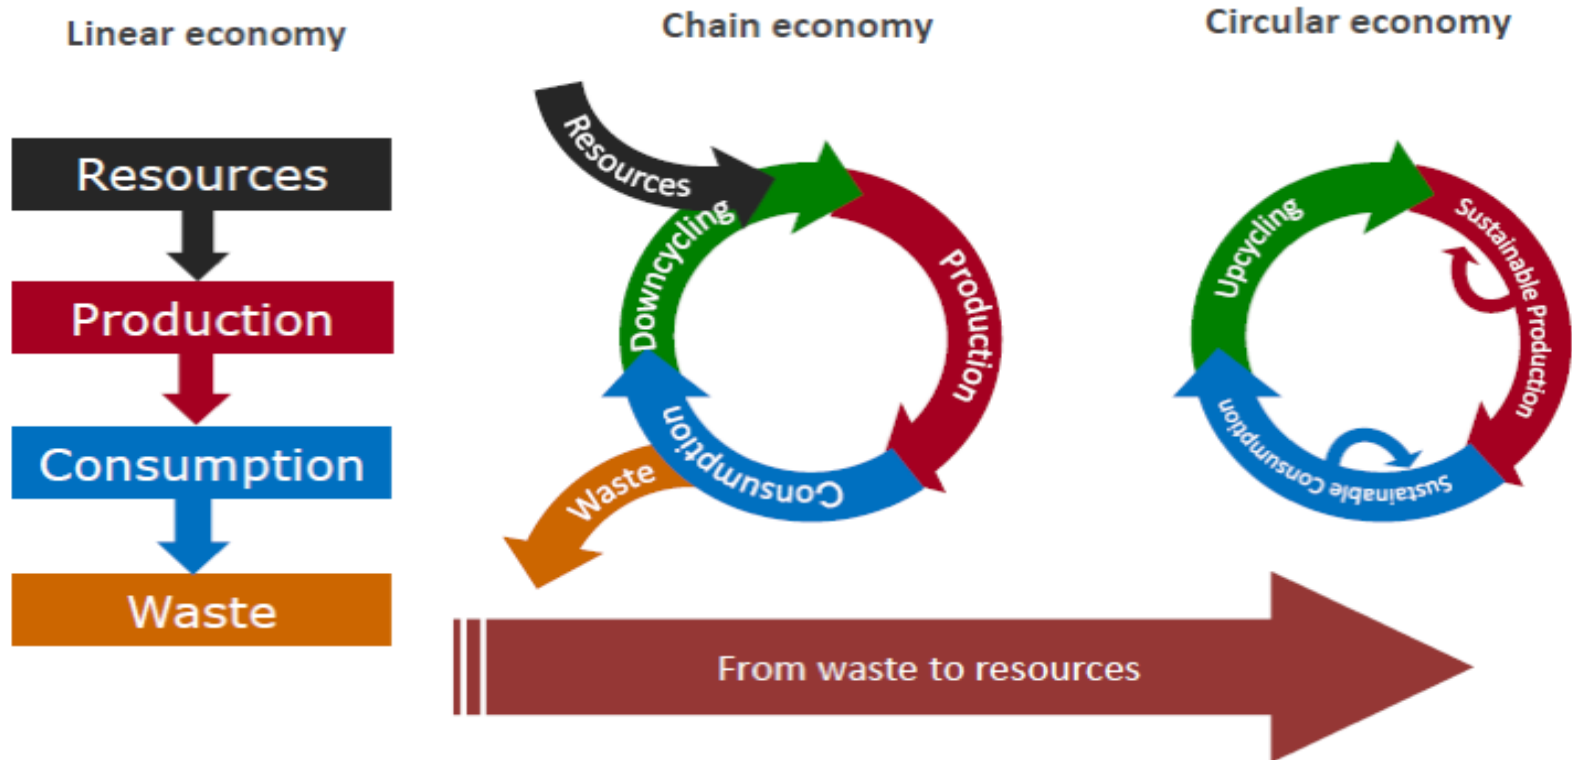 Linear economy
Resources
Production
Consumption
Waste
Chain economy
Resources
Downcycling
Production
Consumption
Waste
Circular economy
Upcycling
Sustainable Production
Sustainable Consumption
From waste to resources